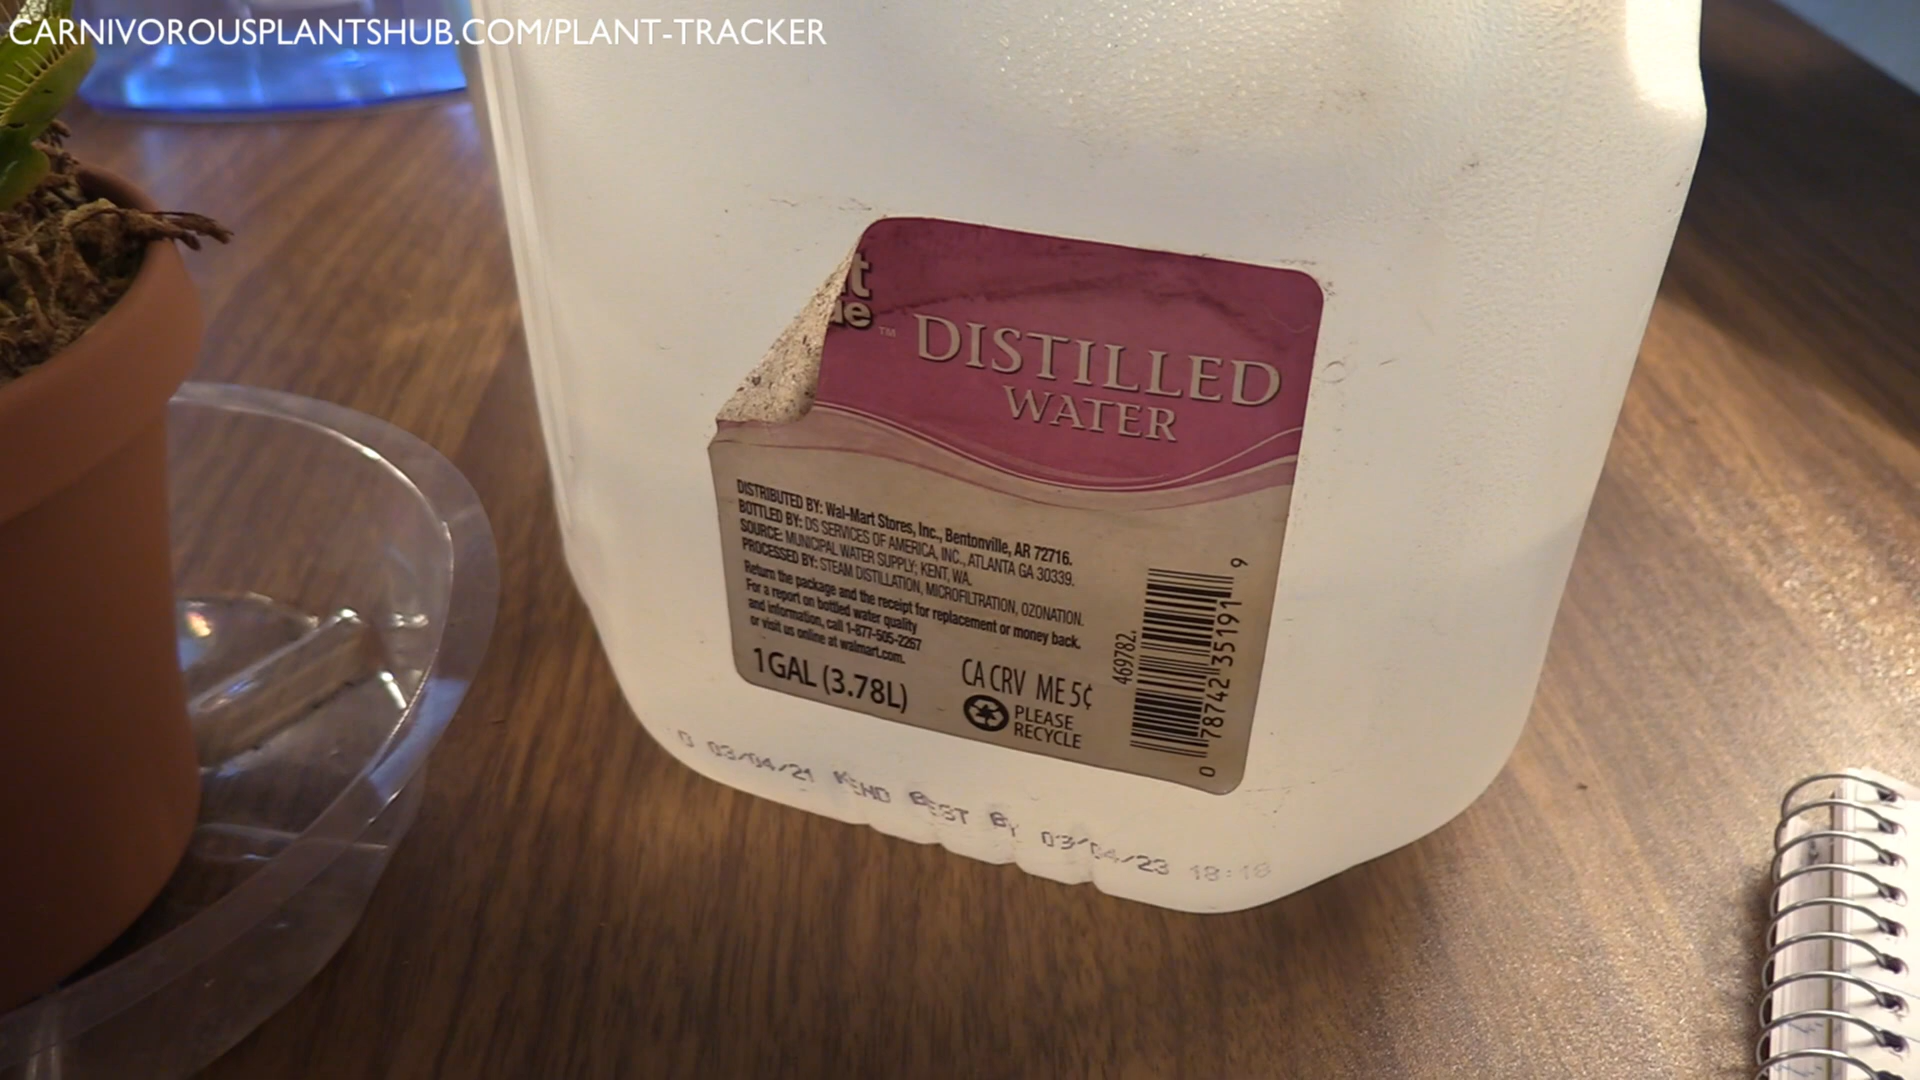 CARNIVOROUSPLANTSHUB.COM/PLANT-TRACKER
DISTILLED
WATER
DISTRIBUTED BY: Wal-Mart Stores, Inc., Bentonville, AR 72716.
BOTTLED BY: DS SERVICES OF AMERICA, INC., ATLANTA GA 30339.
SOURCE: MUNICIPAL WATER SUPPLY; KENT, WA.
PROCESSED BY: STEAM DISTILLATION, MICROFILTRATION, OZONATION.
Return the package and the receipt for replacement or money back.
For a report on bottled water quality
and information, call 1-877-505-2267
or visit us online at walmart.com.
1 GAL (3.78L)
CA CRV ME 5¢
PLEASE
RECYCLE
469782.
0 78742 35191 9
03/04/21 BEST BY 03/04/23 18:18